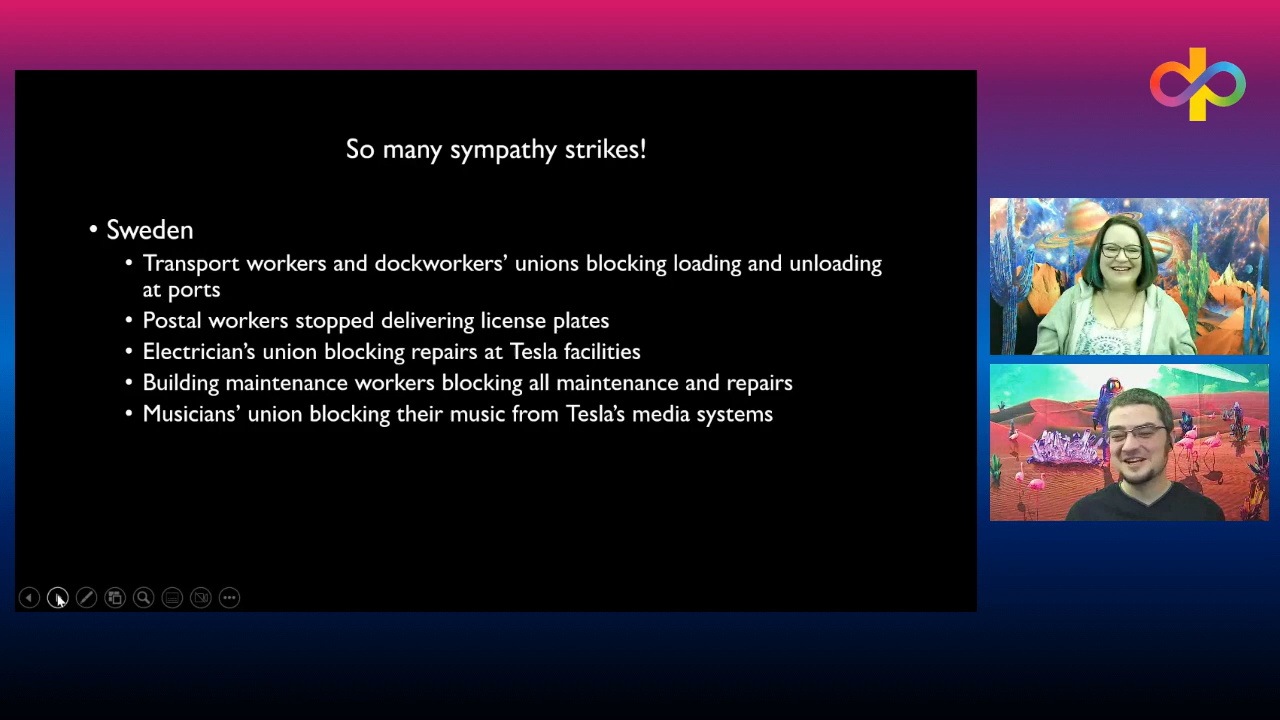 So many sympathy strikes!
• Sweden
• Transport workers and dockworkers’ unions blocking loading and unloading
at ports
• Postal workers stopped delivering license plates
• Electrician’s union blocking repairs at Tesla facilities
• Building maintenance workers blocking all maintenance and repairs
• Musicians’ union blocking their music from Tesla’s media systems